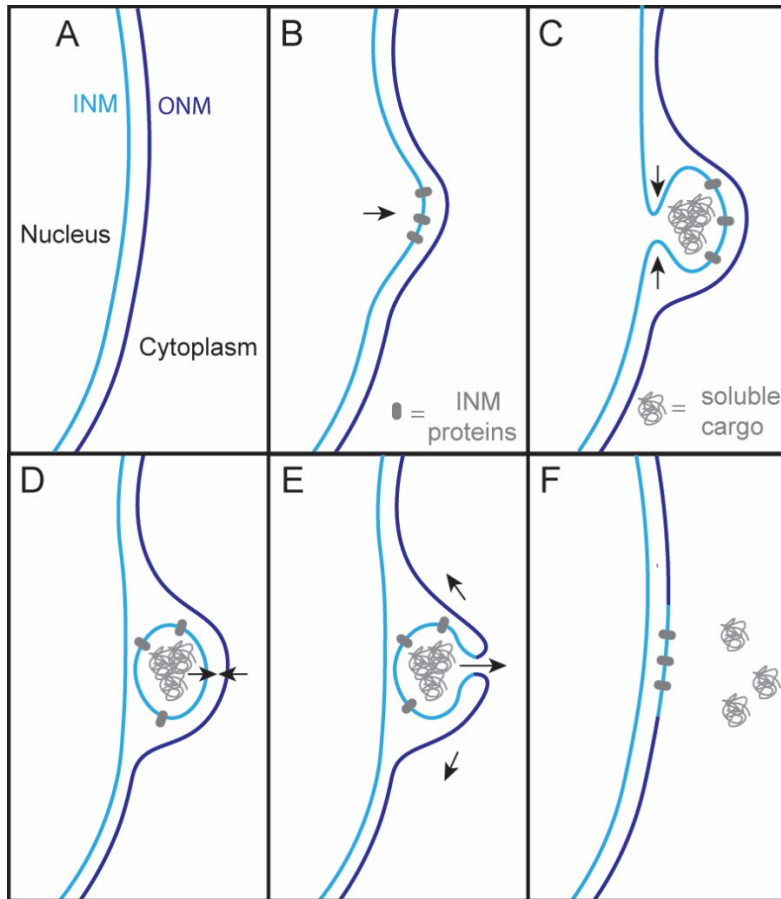 A
INM ONM
Nucleus
Cytoplasm
B
= INM
proteins
C
= soluble
cargo
D
E
F